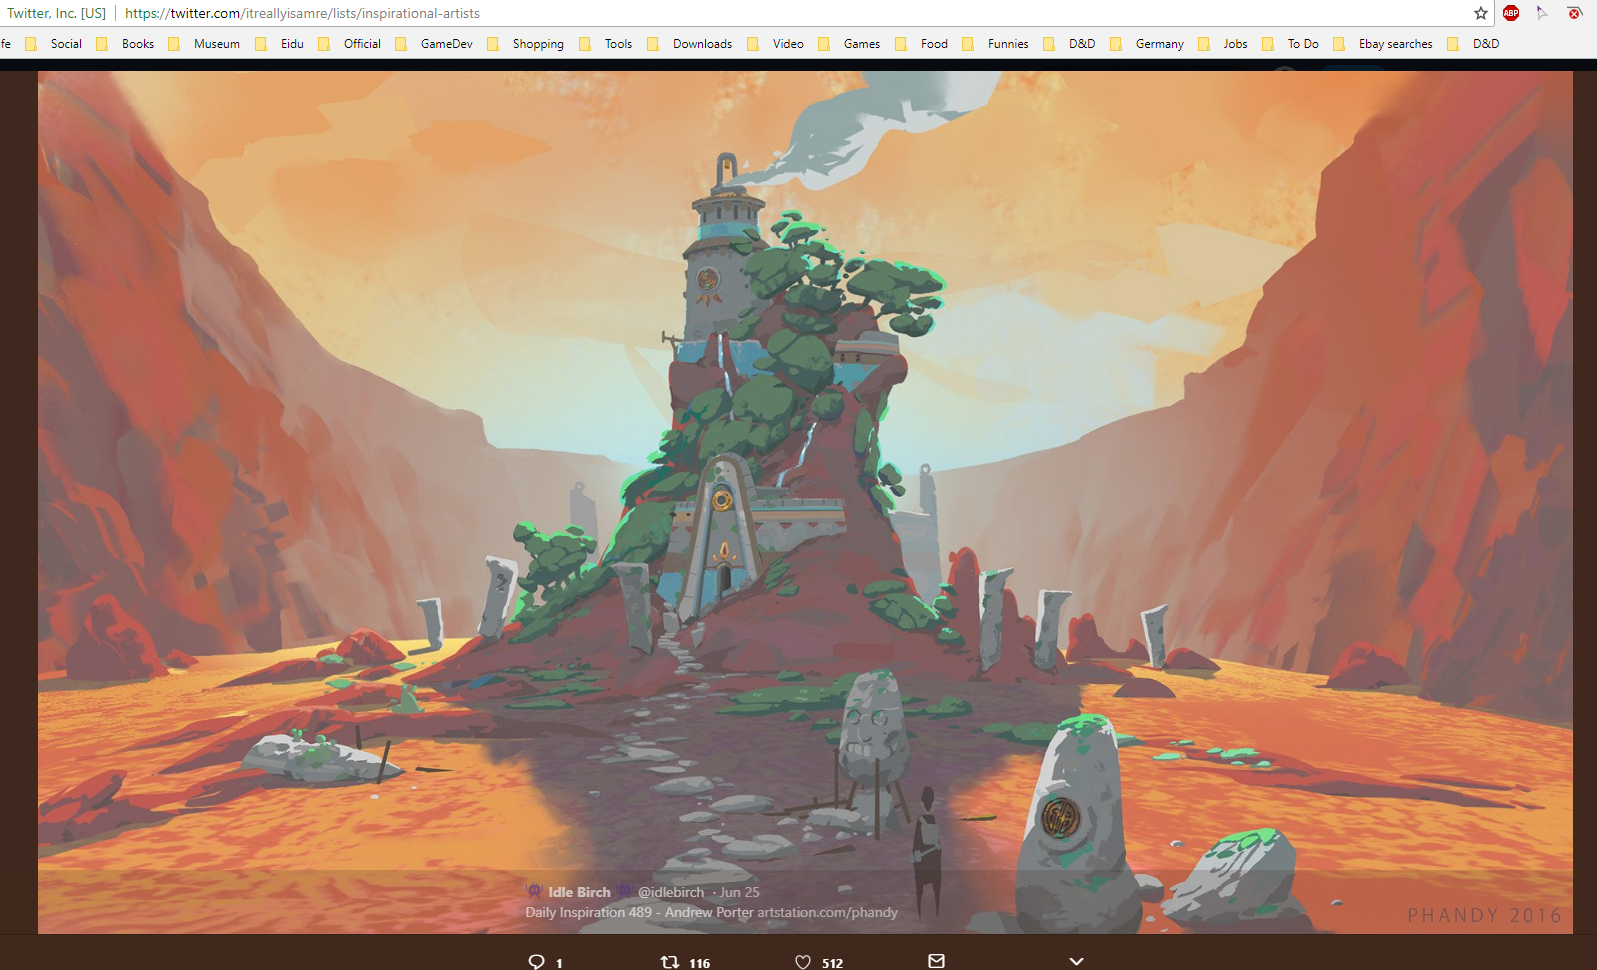 Twitter, Inc. [US] https://twitter.com/itreallyisamre/lists/inspirational-artists
fe Social Books Museum Eidu Official GameDev Shopping Tools Downloads Video Games Food Funnies D&D Germany Jobs To Do Ebay searches D&D
ABP
Idle Birch @idlebirch · Jun 25
Daily Inspiration 489 - Andrew Porter artstation.com/phandy
PHANDY 2016
1 116 512